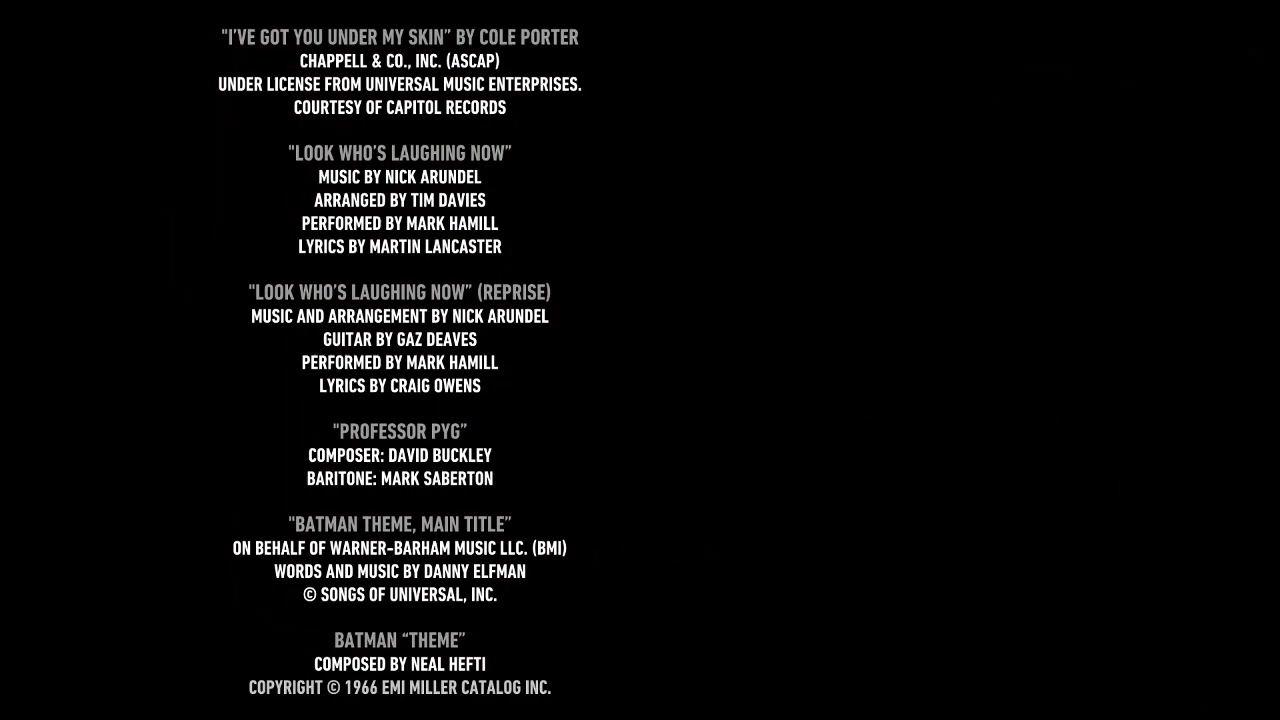 "I'VE GOT YOU UNDER MY SKIN” BY COLE PORTER
CHAPPELL & CO., INC. (ASCAP)
UNDER LICENSE FROM UNIVERSAL MUSIC ENTERPRISES.
COURTESY OF CAPITOL RECORDS
"LOOK WHO'S LAUGHING NOW”
MUSIC BY NICK ARUNDEL
ARRANGED BY TIM DAVIES
PERFORMED BY MARK HAMILL
LYRICS BY MARTIN LANCASTER
"LOOK WHO'S LAUGHING NOW” (REPRISE)
MUSIC AND ARRANGEMENT BY NICK ARUNDEL
GUITAR BY GAZ DEAVES
PERFORMED BY MARK HAMILL
LYRICS BY CRAIG OWENS
"PROFESSOR PYG”
COMPOSER: DAVID BUCKLEY
BARITONE: MARK SABERTON
"BATMAN THEME, MAIN TITLE”
ON BEHALF OF WARNER-BARHAM MUSIC LLC. (BMI)
WORDS AND MUSIC BY DANNY ELFMAN
© SONGS OF UNIVERSAL, INC.
BATMAN “THEME”
COMPOSED BY NEAL HEFTI
COPYRIGHT © 1966 EMI MILLER CATALOG INC.